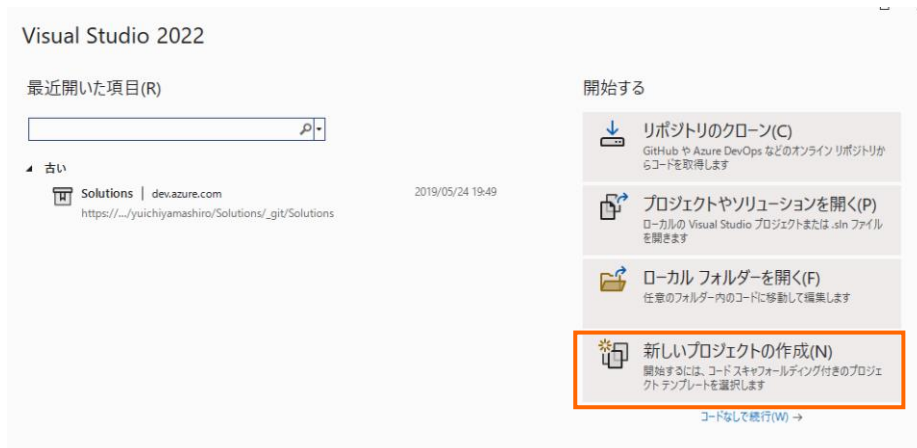 Visual Studio 2022
最近開いた項目(R)
古い
Solutions | dev.azure.com
2019/05/24 19:49
https://.../yuichiyamashiro/Solutions/_git/Solutions
開始する
リポジトリのクローン(C)
GitHub や Azure DevOps などのオンライン リポジトリか
らコードを取得します
プロジェクトやソリューションを開く(P)
ローカルの Visual Studio プロジェクトまたは .sln ファイル
を開きます
ローカル フォルダーを開く(F)
任意のフォルダー内のコードに移動して編集します
新しいプロジェクトの作成(N)
開始するには、コード スキャフォールディング付きのプロジェ
クト テンプレートを選択します
コードなしで続行(W) →